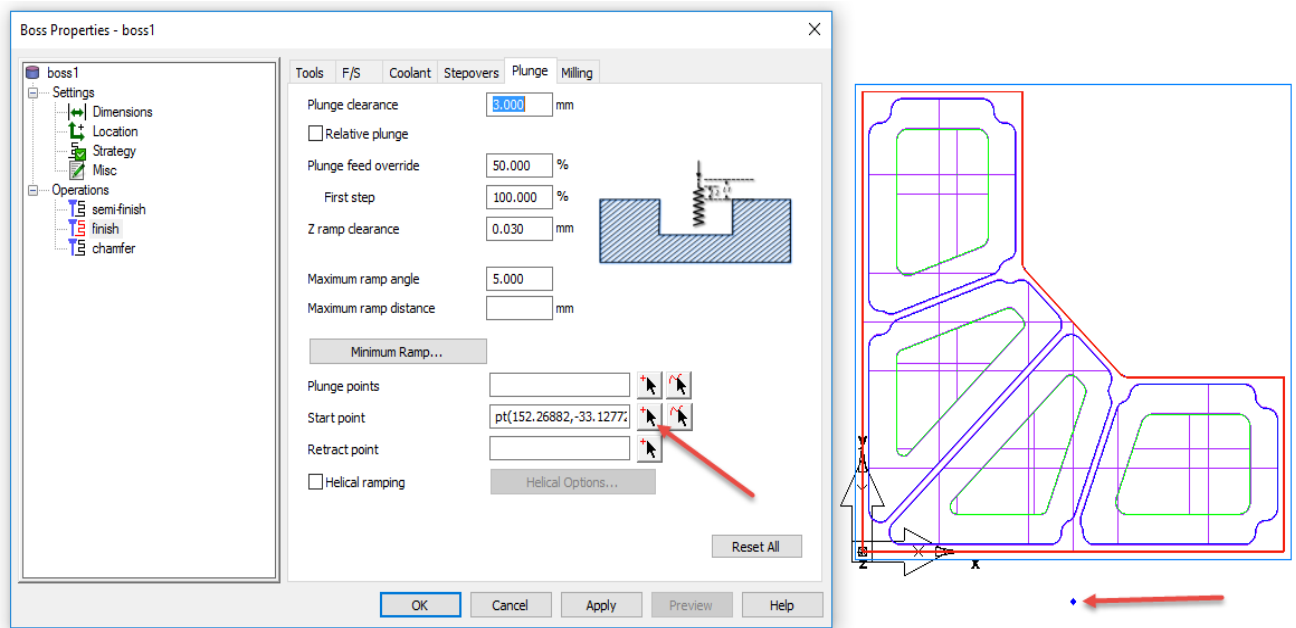 Boss Properties - boss1
boss1
Settings
Dimensions
Location
Strategy
Misc
Operations
semi-finish
finish
chamfer
Tools F/S Coolant Stepovers Plunge Milling
Plunge clearance 3.000 mm
Relative plunge
Plunge feed override 50.000 %
First step 100.000 %
Z ramp clearance 0.030 mm
Maximum ramp angle 5.000
Maximum ramp distance mm
Minimum Ramp...
Plunge points
Start point pt(152.26882,-33.12772
Retract point
Helical ramping Helical Options...
Reset All
OK Cancel Apply Preview Help
Y
X
Z
X